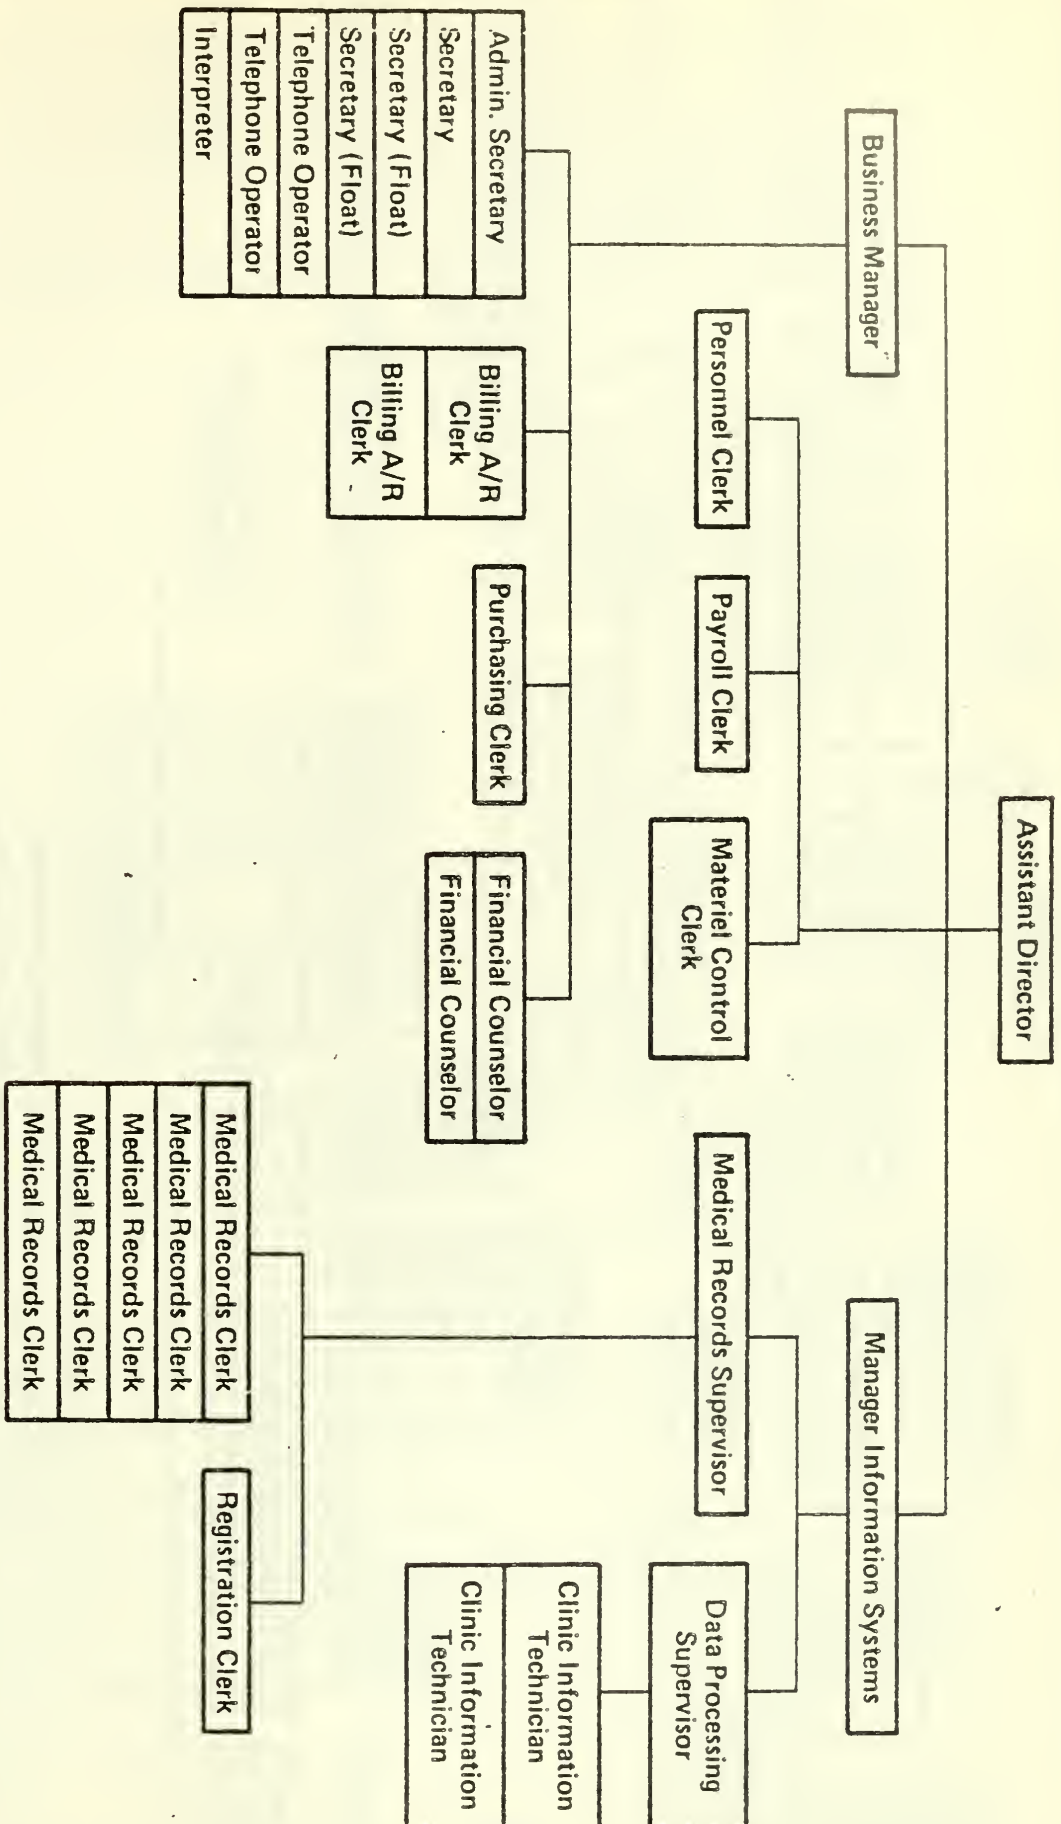 Assistant Director
Business Manager
Manager Information Systems
Personnel Clerk
Payroll Clerk
Materiel Control
Clerk
Medical Records Supervisor
Data Processing
Supervisor
Admin. Secretary
Secretary
Secretary (Float)
Secretary (Float)
Telephone Operator
Telephone Operator
Interpreter
Billing A/R
Clerk
Billing A/R
Clerk
Purchasing Clerk
Financial Counselor
Financial Counselor
Clinic Information
Technician
Clinic Information
Technician
Medical Records Clerk
Medical Records Clerk
Medical Records Clerk
Medical Records Clerk
Medical Records Clerk
Registration Clerk